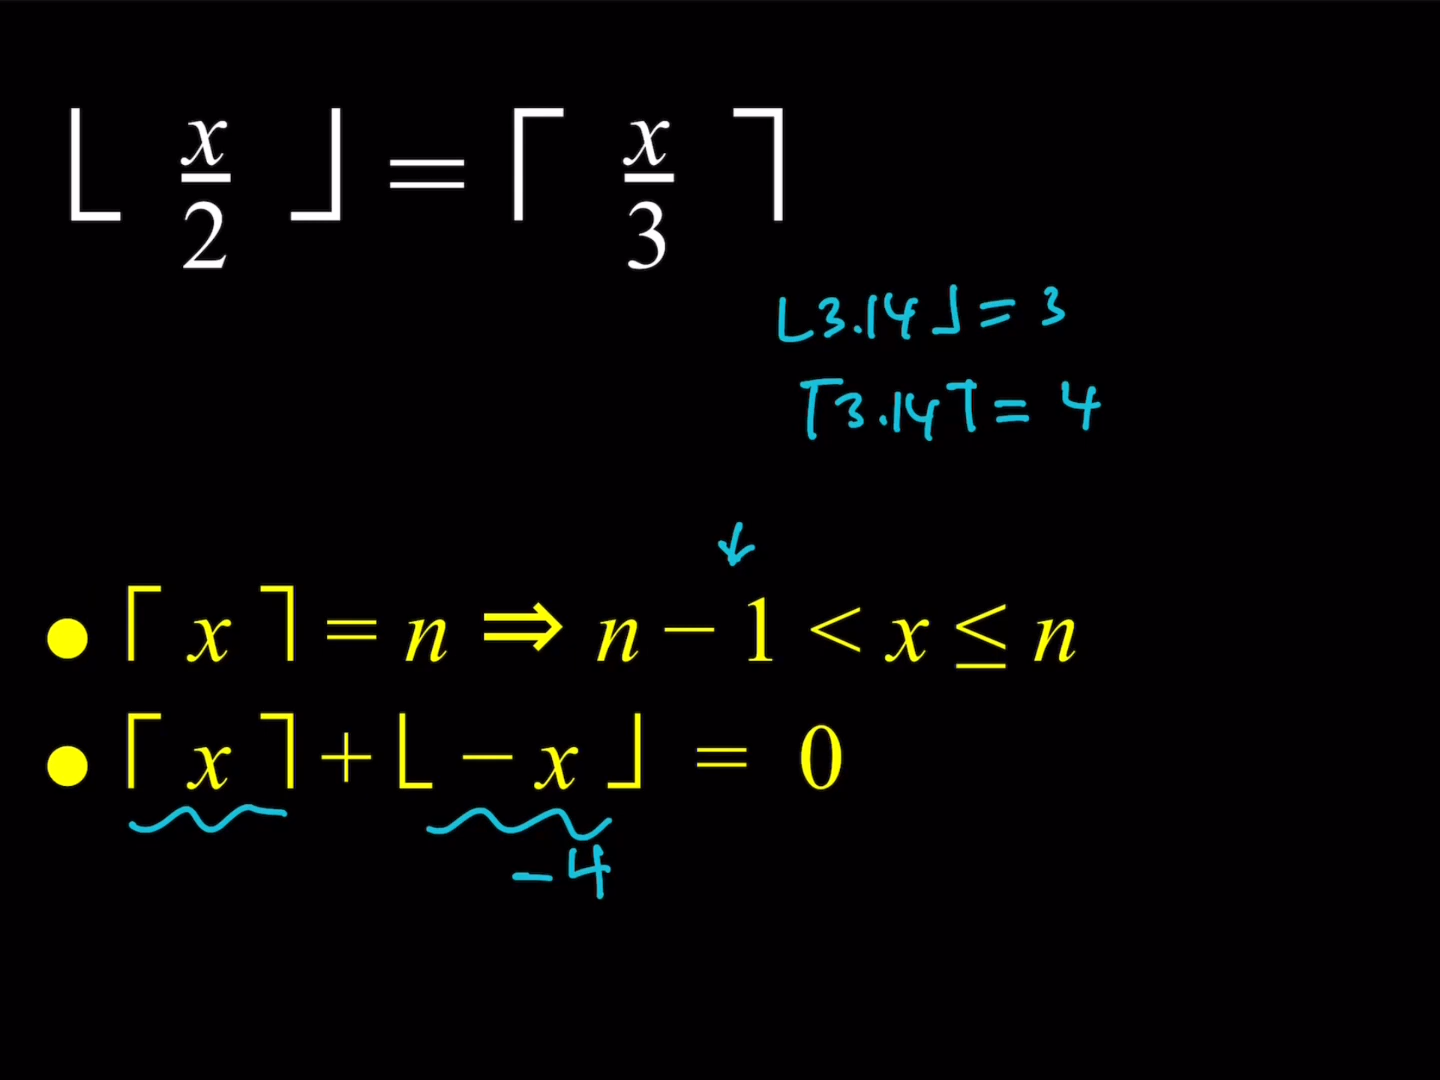 ⌊ x/2 ⌋ = ⌈ x/3 ⌉
⌊3.14⌋ = 3
⌈3.14⌉ = 4
↓
● ⌈ x ⌉ = n ⇒ n − 1 < x ≤ n
● ⌈ x ⌉ + ⌊ − x ⌋ = 0
−4